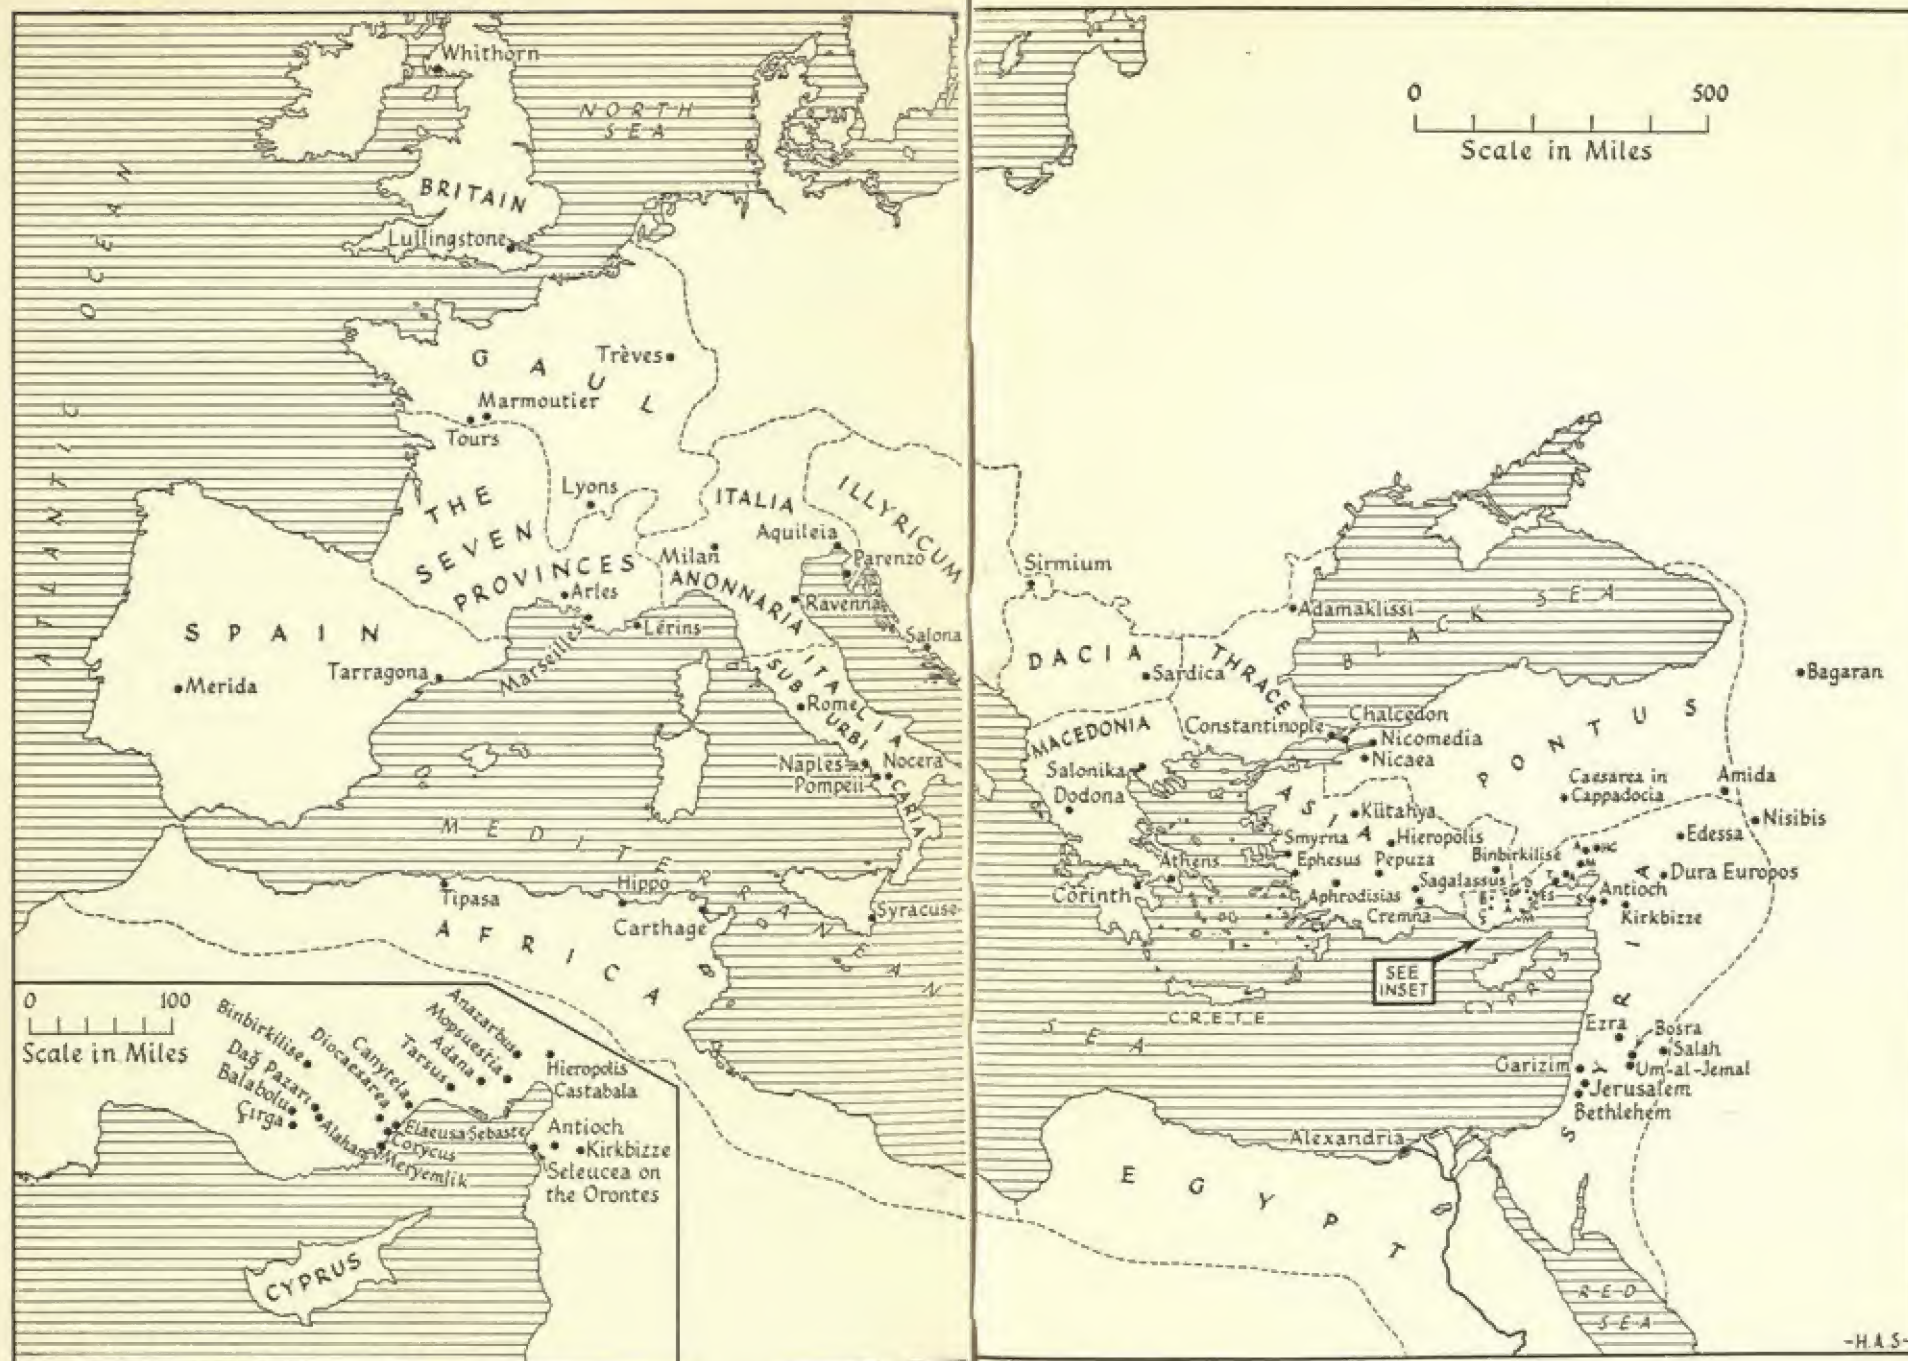 Whithorn
NORTH
SEA
BRITAIN
Lullingstone
ATLANTIC OCEAN
GAUL
Trèves
Marmoutier
Tours
Lyons
THE
SEVEN
PROVINCES
ITALIA
ANONNARIA
ILLYRICUM
Aquileia
Milan
Parenzo
Arles
Ravenna
Lérins
Marseilles
Salona
SPAIN
Tarragona
Merida
ITALIA
SUBURBICARIA
Rome
Naples
Nocera
Pompeii
MEDITERRANEAN
Tipasa
Hippo
Carthage
Syracuse
AFRICA
0 100
Scale in Miles
Binbirkilise
Dağ Pazari
Balabolu
Çırga
Diocaesarea
Canytela
Tarsus
Adana
Mopsuestia
Anazarbus
Hieropolis
Castabala
Alahan
Elaeusa-Sebaste
Corycus
Meryemlik
Antioch
Kirkbizze
Seleucea on
the Orontes
CYPRUS
0 500
Scale in Miles
Sirmium
Adamaklissi
BLACK SEA
DACIA
Sardica
THRACE
Bagaran
MACEDONIA
Constantinople
Chalcedon
Nicomedia
Nicaea
PONTUS
Salonika
Dodona
ASIA
Caesarea in
Cappadocia
Amida
Nisibis
Kütahya
Edessa
Smyrna
Hieropolis
Athens
Ephesus
Pepuza
Binbirkilise
Dura Europos
Corinth
Aphrodisias
Sagalassus
Antioch
Cremna
Kirkbizze
SEE
INSET
CYPRUS
CRETE
SEA
SYRIA
Ezra
Bosra
Salah
Garizim
Um-al-Jemal
Jerusalem
Bethlehem
Alexandria
EGYPT
RED
SEA
-H.A.S-